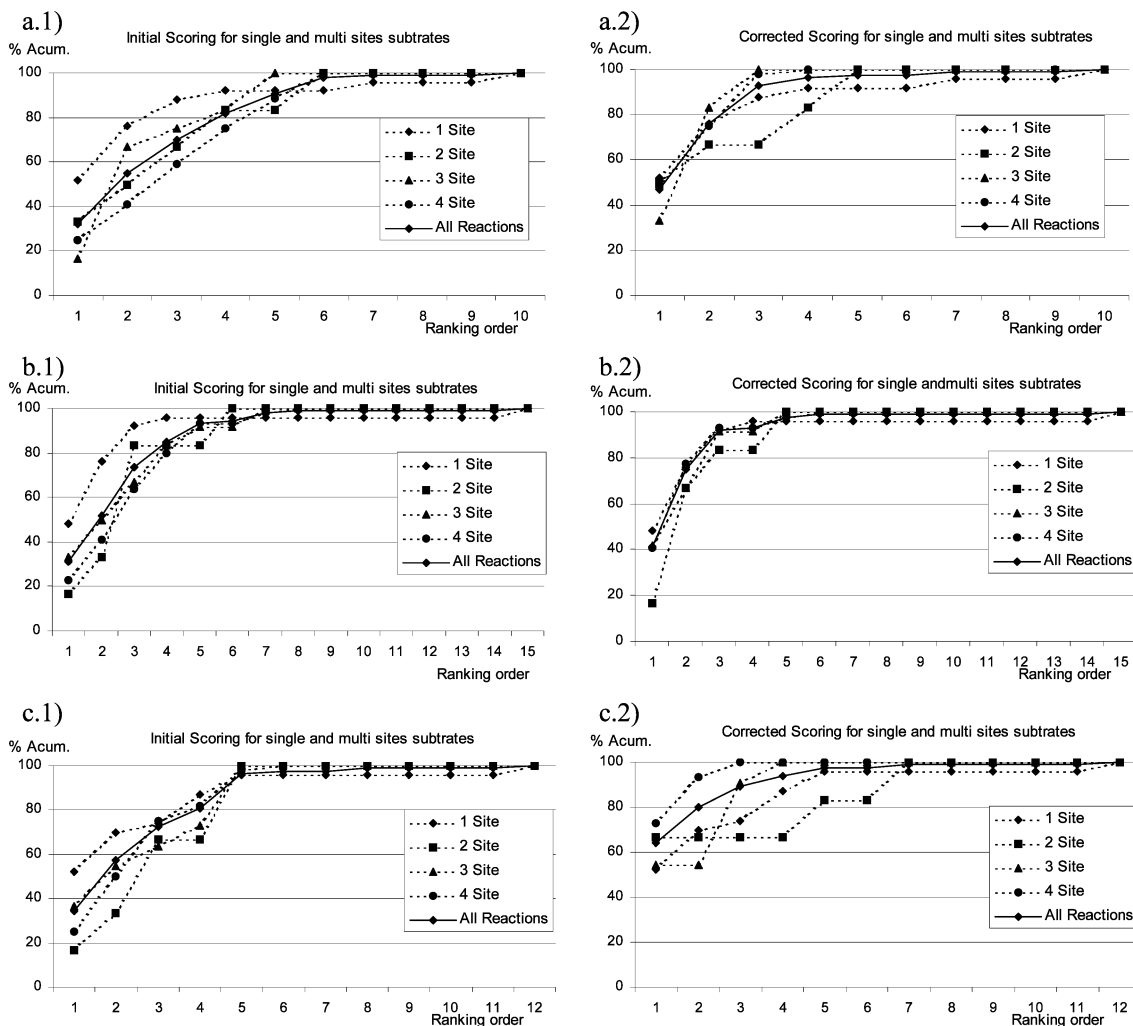 a.1)
Initial Scoring for single and multi sites subtrates
% Acum.
100
80
60
40
20
0
1 2 3 4 5 6 7 8 9 10
Ranking order
1 Site
2 Site
3 Site
4 Site
All Reactions
a.2)
Corrected Scoring for single and multi sites subtrates
% Acum.
100
80
60
40
20
0
1 2 3 4 5 6 7 8 9 10
Ranking order
1 Site
2 Site
3 Site
4 Site
All Reactions
b.1)
Initial Scoring for single and multi sites subtrates
% Acum.
100
80
60
40
20
0
1 2 3 4 5 6 7 8 9 10 11 12 13 14 15
Ranking order
1 Site
2 Site
3 Site
4 Site
All Reactions
b.2)
Corrected Scoring for single andmulti sites subtrates
% Acum.
100
80
60
40
20
0
1 2 3 4 5 6 7 8 9 10 11 12 13 14 15
Ranking order
1 Site
2 Site
3 Site
4 Site
All Reactions
c.1)
Initial Scoring for single and multi sites subtrates
% Acum.
100
80
60
40
20
0
1 2 3 4 5 6 7 8 9 10 11 12
Ranking order
1 Site
2 Site
3 Site
4 Site
All Reactions
c.2)
Corrected Scoring for single and multi sites subtrates
% Acum.
100
80
60
40
20
0
1 2 3 4 5 6 7 8 9 10 11 12
Ranking order
1 Site
2 Site
3 Site
4 Site
All Reactions